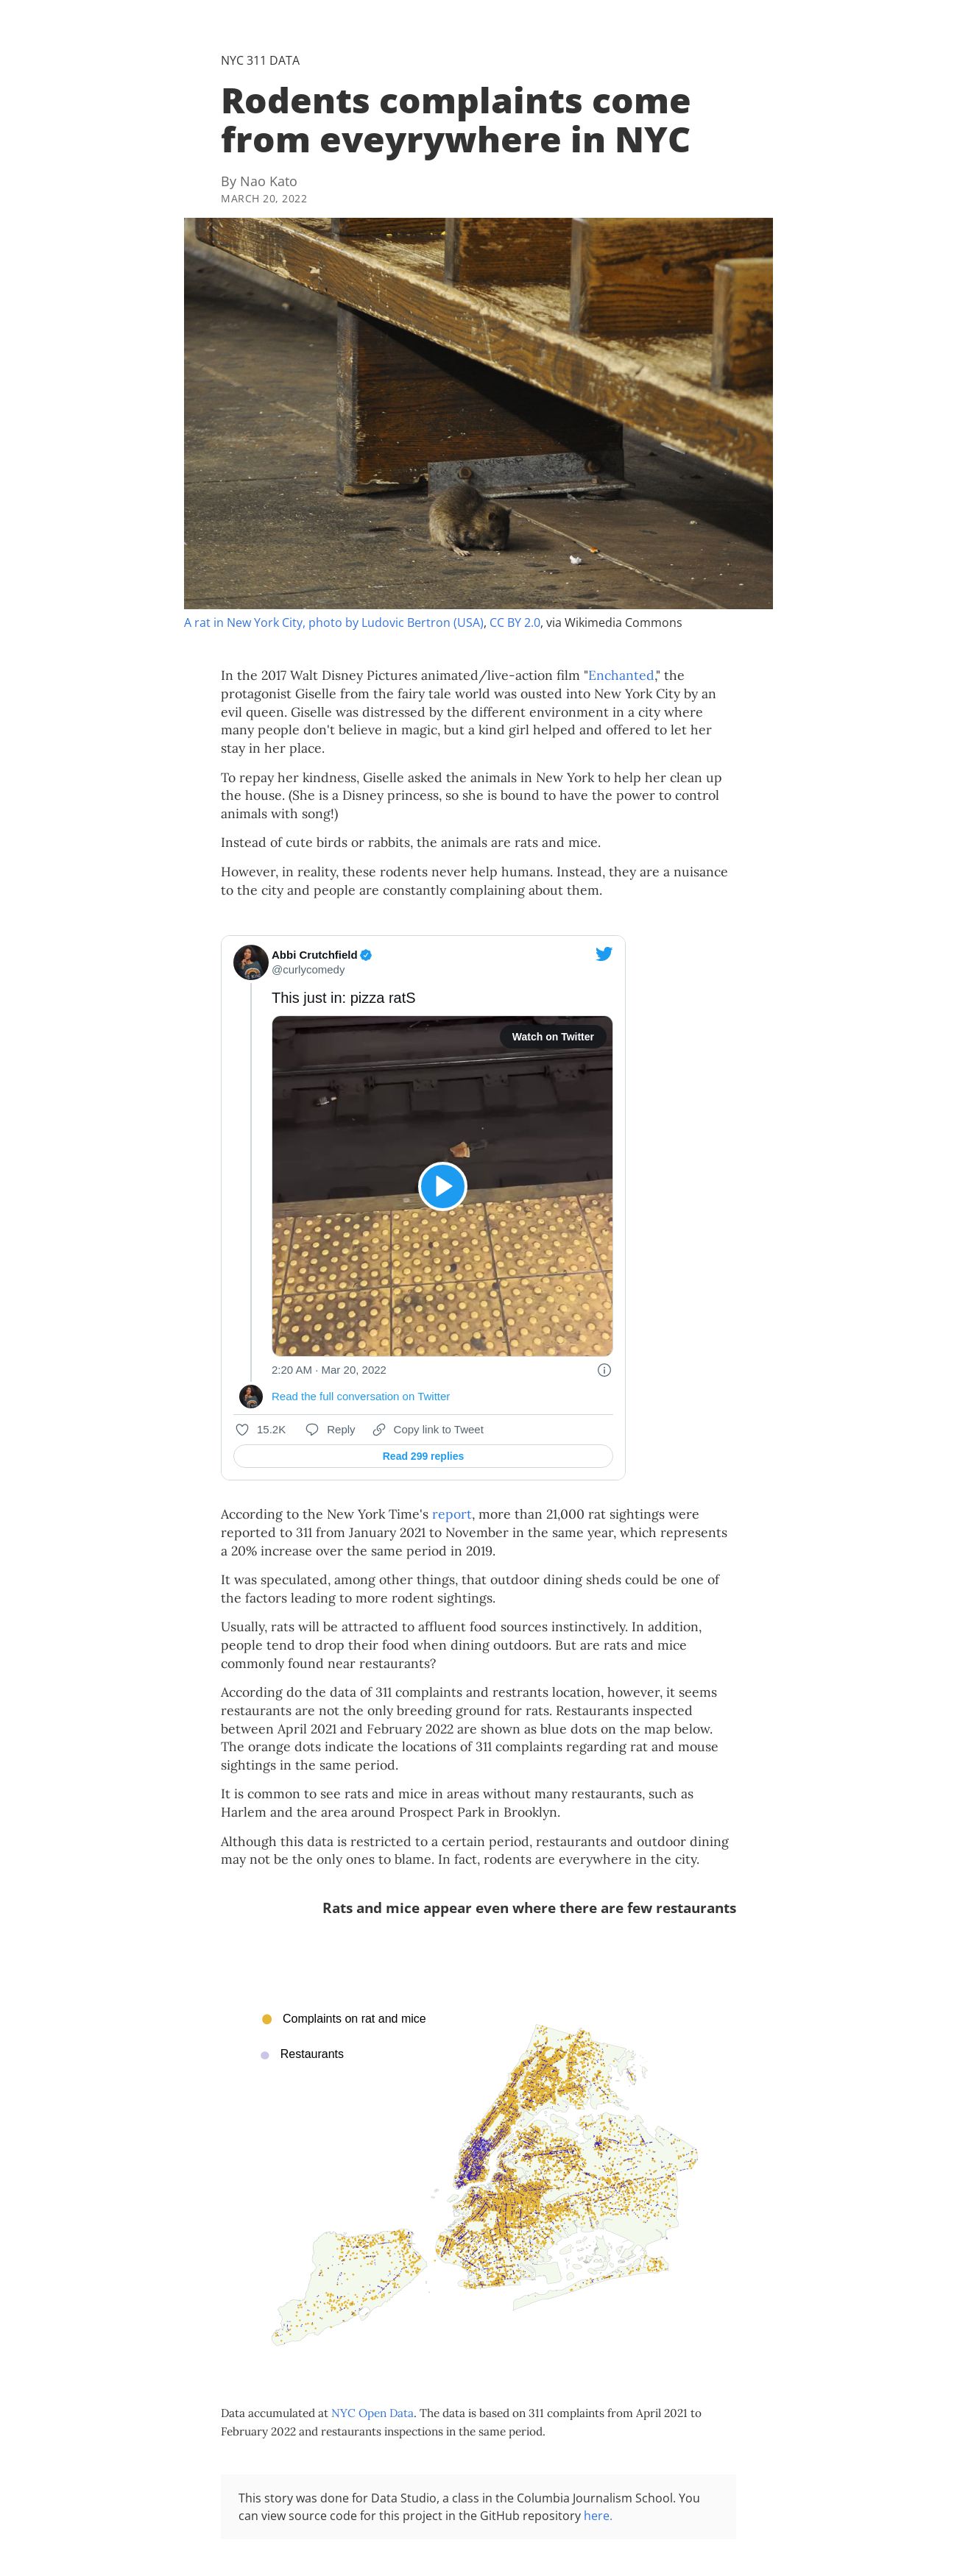 NYC 311 DATA
Rodents complaints come
from eveyrywhere in NYC
By Nao Kato
MARCH 20, 2022
A rat in New York City, photo by Ludovic Bertron (USA), CC BY 2.0, via Wikimedia Commons
In the 2017 Walt Disney Pictures animated/live-action film "Enchanted," the
protagonist Giselle from the fairy tale world was ousted into New York City by an
evil queen. Giselle was distressed by the different environment in a city where
many people don't believe in magic, but a kind girl helped and offered to let her
stay in her place.
To repay her kindness, Giselle asked the animals in New York to help her clean up
the house. (She is a Disney princess, so she is bound to have the power to control
animals with song!)
Instead of cute birds or rabbits, the animals are rats and mice.
However, in reality, these rodents never help humans. Instead, they are a nuisance
to the city and people are constantly complaining about them.
Abbi Crutchfield
@curlycomedy
This just in: pizza ratS
Watch on Twitter
2:20 AM · Mar 20, 2022
Read the full conversation on Twitter
15.2K Reply Copy link to Tweet
Read 299 replies
According to the New York Time's report, more than 21,000 rat sightings were
reported to 311 from January 2021 to November in the same year, which represents
a 20% increase over the same period in 2019.
It was speculated, among other things, that outdoor dining sheds could be one of
the factors leading to more rodent sightings.
Usually, rats will be attracted to affluent food sources instinctively. In addition,
people tend to drop their food when dining outdoors. But are rats and mice
commonly found near restaurants?
According do the data of 311 complaints and restrants location, however, it seems
restaurants are not the only breeding ground for rats. Restaurants inspected
between April 2021 and February 2022 are shown as blue dots on the map below.
The orange dots indicate the locations of 311 complaints regarding rat and mouse
sightings in the same period.
It is common to see rats and mice in areas without many restaurants, such as
Harlem and the area around Prospect Park in Brooklyn.
Although this data is restricted to a certain period, restaurants and outdoor dining
may not be the only ones to blame. In fact, rodents are everywhere in the city.
Rats and mice appear even where there are few restaurants
Complaints on rat and mice
Restaurants
Data accumulated at NYC Open Data. The data is based on 311 complaints from April 2021 to
February 2022 and restaurants inspections in the same period.
This story was done for Data Studio, a class in the Columbia Journalism School. You
can view source code for this project in the GitHub repository here.